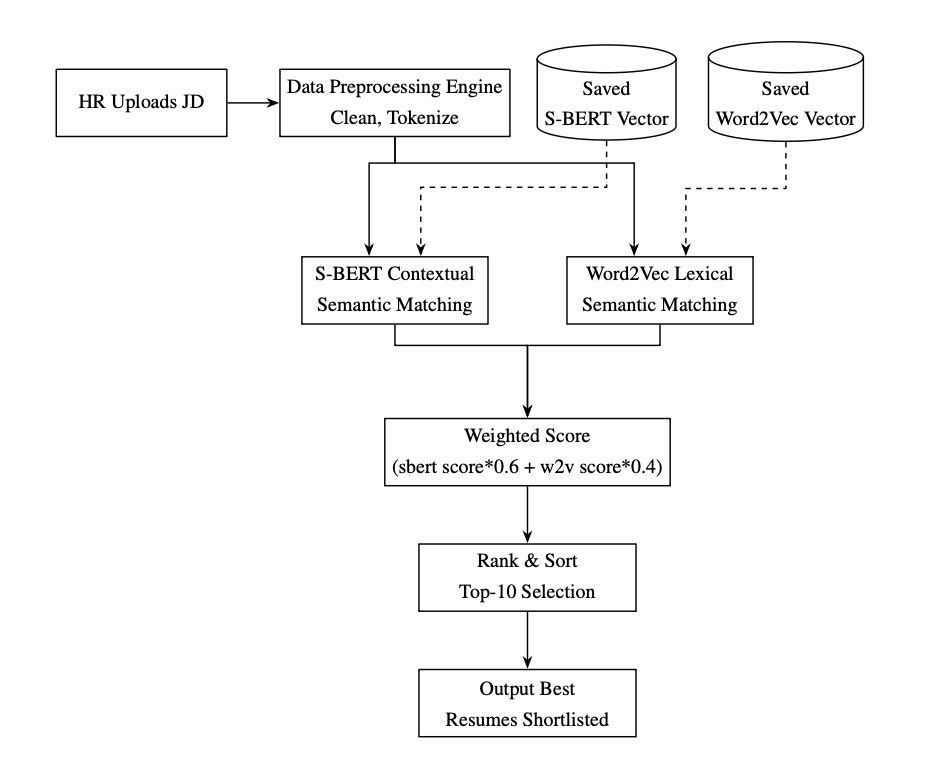 HR Uploads JD
Data Preprocessing Engine
Clean, Tokenize
Saved
S-BERT Vector
Saved
Word2Vec Vector
S-BERT Contextual
Semantic Matching
Word2Vec Lexical
Semantic Matching
Weighted Score
(sbert score*0.6 + w2v score*0.4)
Rank & Sort
Top-10 Selection
Output Best
Resumes Shortlisted